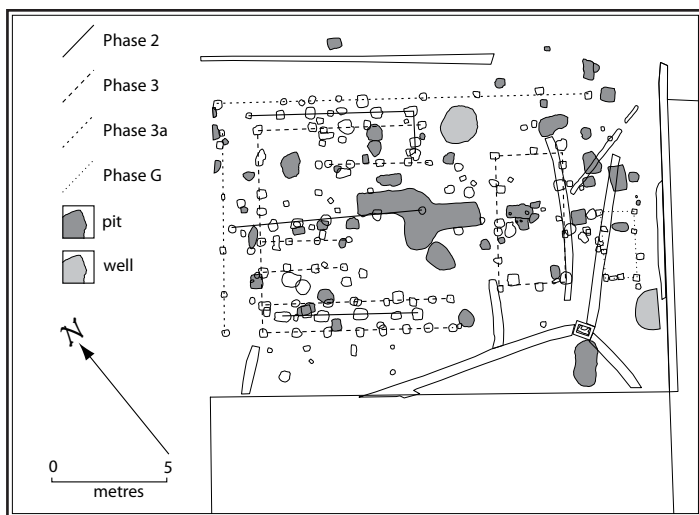 Phase 2
Phase 3
Phase 3a
Phase G
pit
well
N
0 5
metres